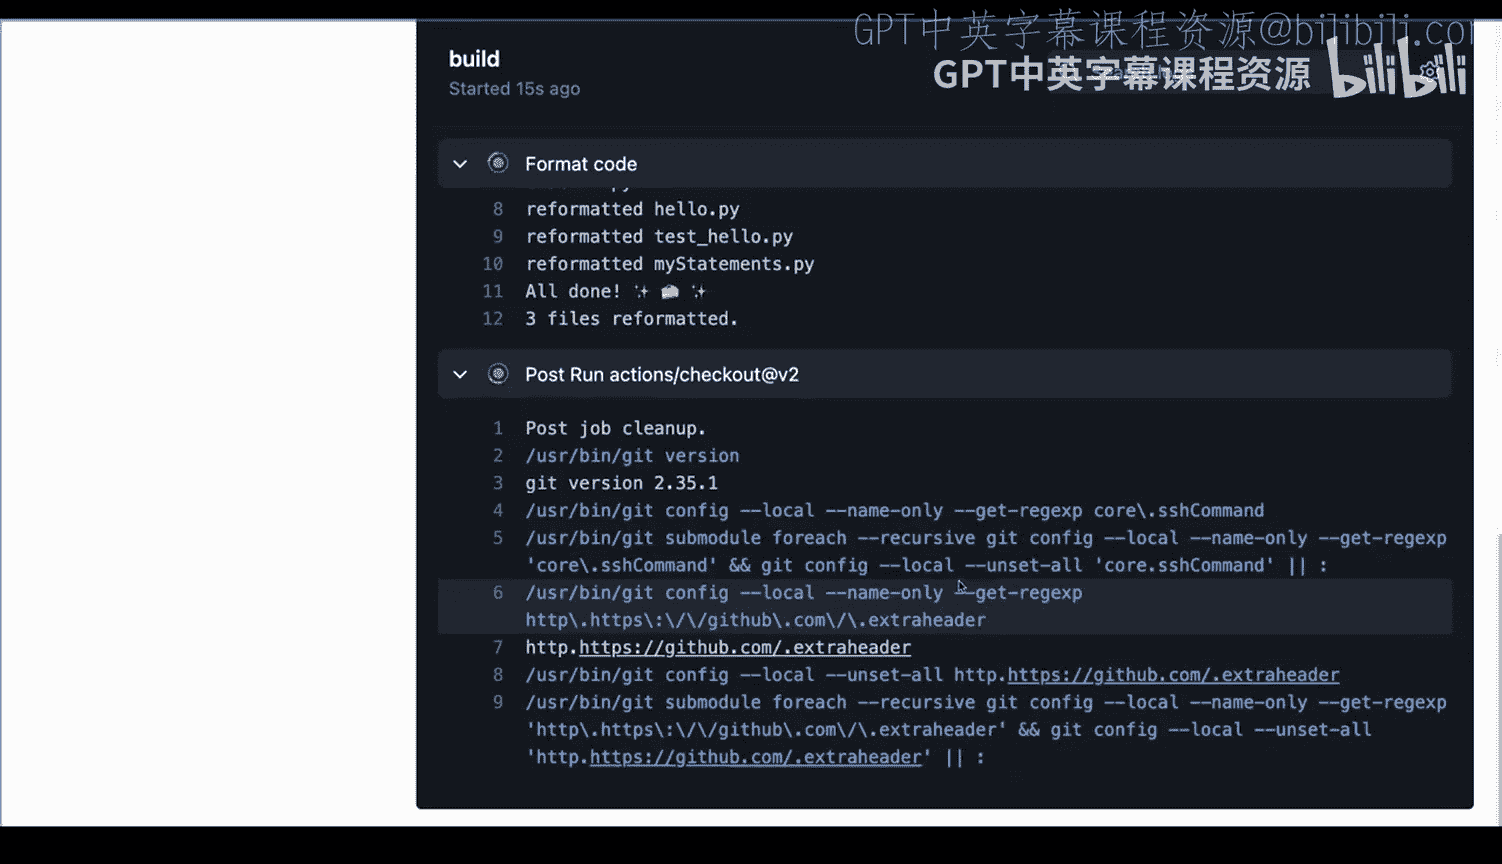 GPT中英字幕课程资源@bilibili.com
GPT中英字幕课程资源 bilibili
build
Started 15s ago
Format code
8 reformatted hello.py
9 reformatted test_hello.py
10 reformatted myStatements.py
11 All done! ✨ 🍰 ✨
12 3 files reformatted.
Post Run actions/checkout@v2
1 Post job cleanup.
2 /usr/bin/git version
3 git version 2.35.1
4 /usr/bin/git config --local --name-only --get-regexp core\.sshCommand
5 /usr/bin/git submodule foreach --recursive git config --local --name-only --get-regexp
'core\.sshCommand' && git config --local --unset-all 'core.sshCommand' || :
6 /usr/bin/git config --local --name-only --get-regexp
http\.https\:\/\/github\.com\/\.extraheader
7 http.https://github.com/.extraheader
8 /usr/bin/git config --local --unset-all http.https://github.com/.extraheader
9 /usr/bin/git submodule foreach --recursive git config --local --name-only --get-regexp
'http\.https\:\/\/github\.com\/\.extraheader' && git config --local --unset-all
'http.https://github.com/.extraheader' || :